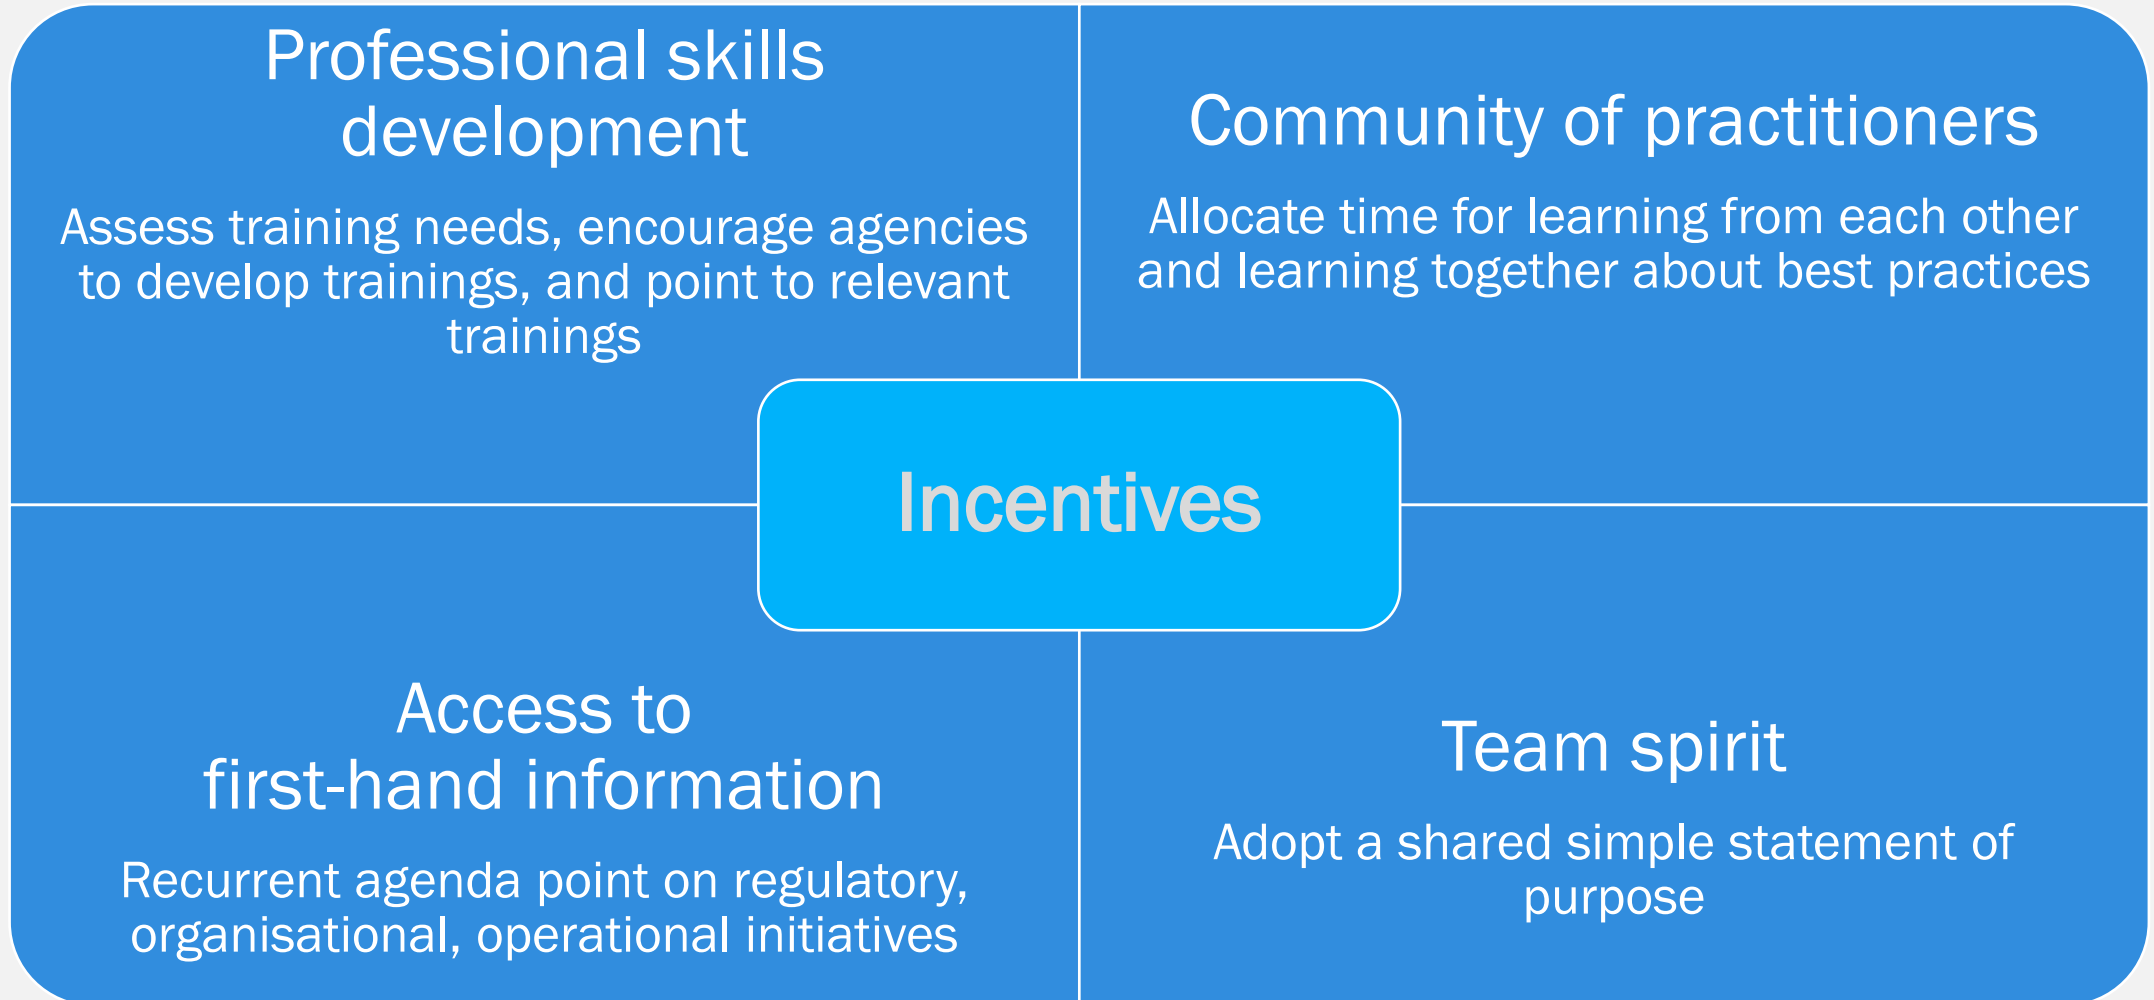 Professional skills
development
Assess training needs, encourage agencies
to develop trainings, and point to relevant
trainings
Community of practitioners
Allocate time for learning from each other
and learning together about best practices
Incentives
Access to
first-hand information
Recurrent agenda point on regulatory,
organisational, operational initiatives
Team spirit
Adopt a shared simple statement of
purpose